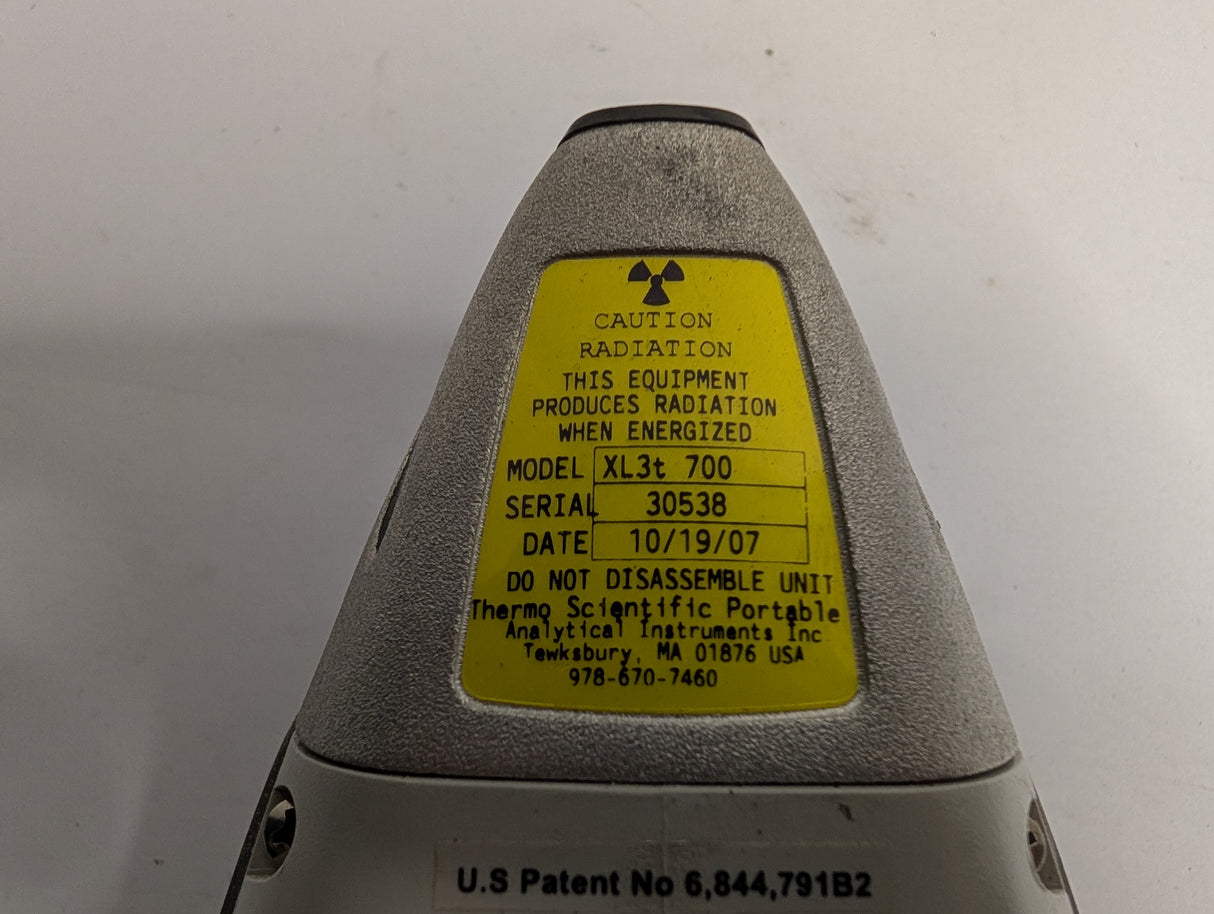 CAUTION
RADIATION
THIS EQUIPMENT
PRODUCES RADIATION
WHEN ENERGIZED
MODEL XL3t 700
SERIAL 30538
DATE 10/19/07
DO NOT DISASSEMBLE UNIT
Thermo Scientific Portable
Analytical Instruments Inc
Tewksbury, MA 01876 USA
978-670-7460
U.S Patent No 6,844,791B2